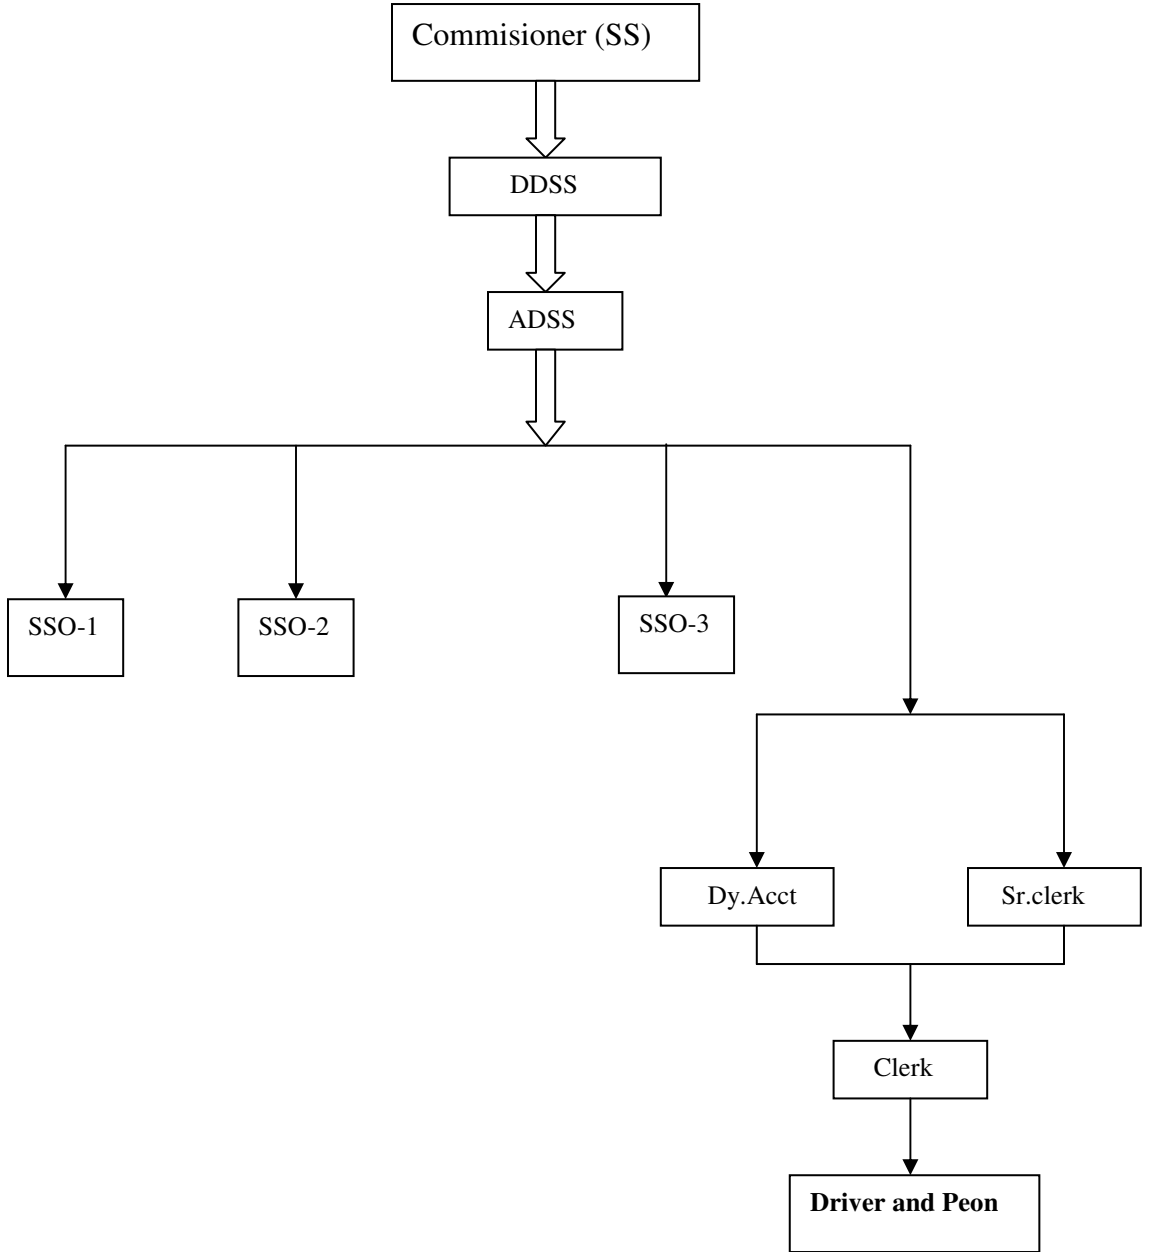 Commisioner (SS)
DDSS
ADSS
SSO-1
SSO-2
SSO-3
Dy.Acct
Sr.clerk
Clerk
Driver and Peon